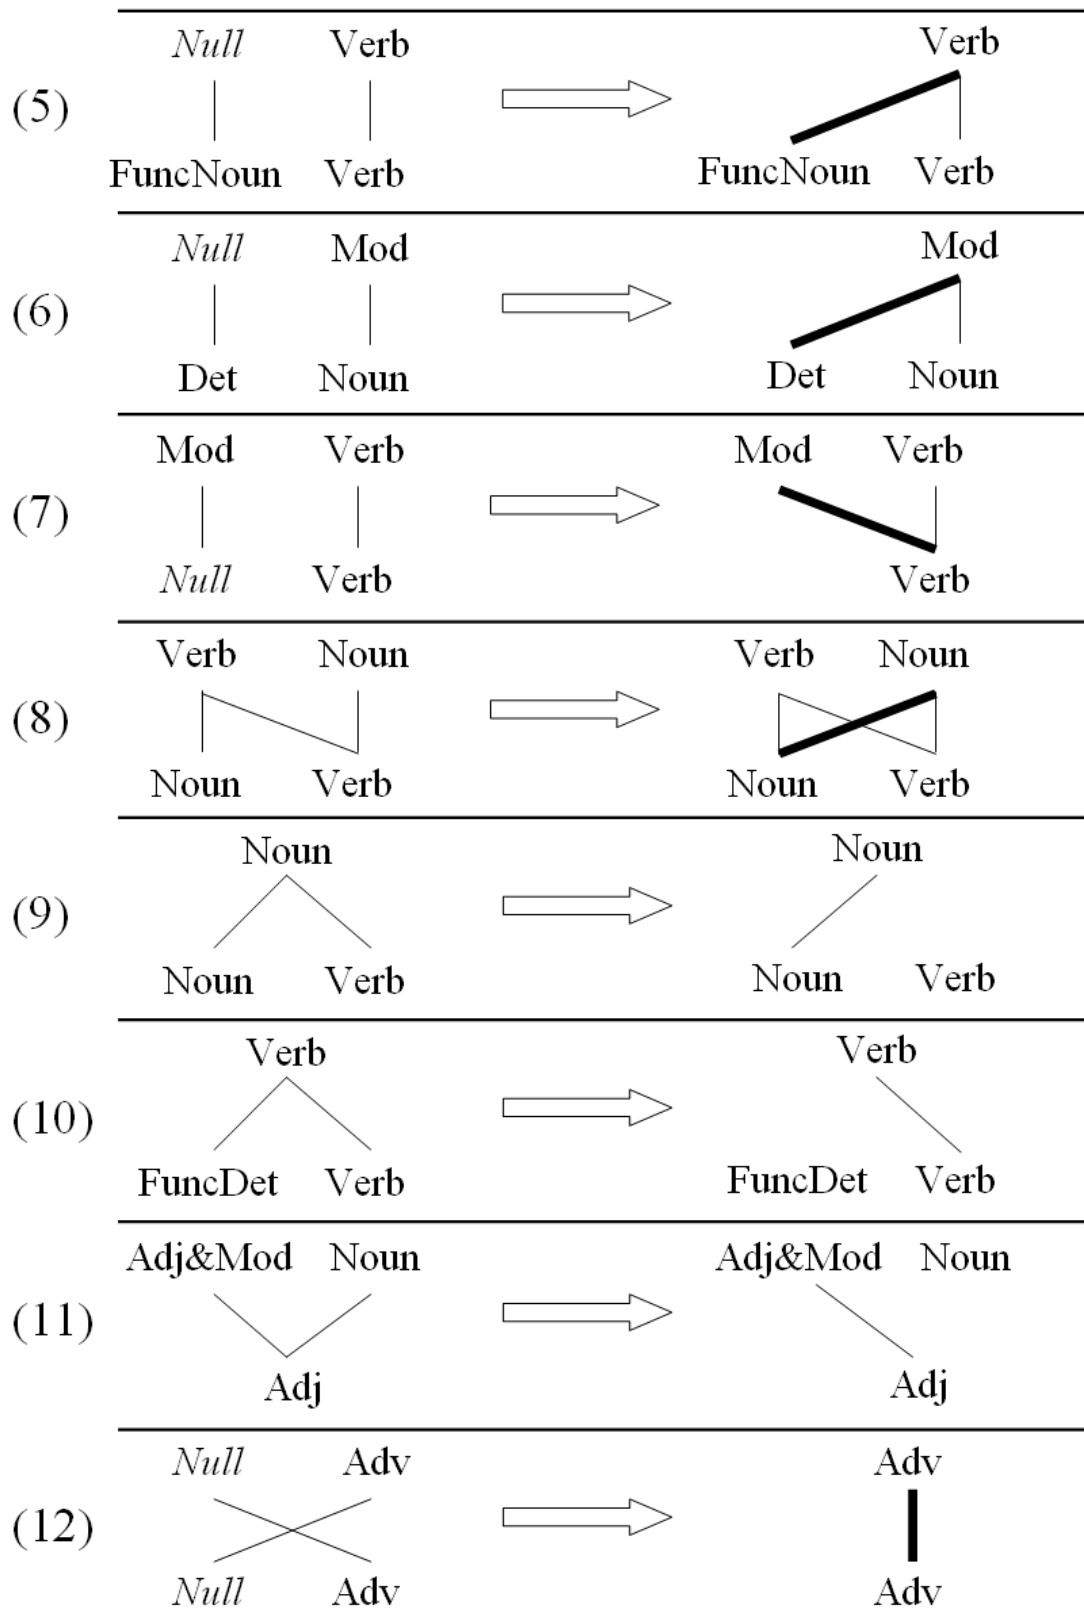 Null Verb Verb
(5)
FuncNoun Verb FuncNoun Verb
Null Mod Mod
(6)
Det Noun Det Noun
Mod Verb Mod Verb
(7)
Null Verb Verb
Verb Noun Verb Noun
(8)
Noun Verb Noun Verb
Noun Noun
(9)
Noun Verb Noun Verb
Verb Verb
(10)
FuncDet Verb FuncDet Verb
Adj&Mod Noun Adj&Mod Noun
(11)
Adj Adj
Null Adv Adv
(12)
Null Adv Adv